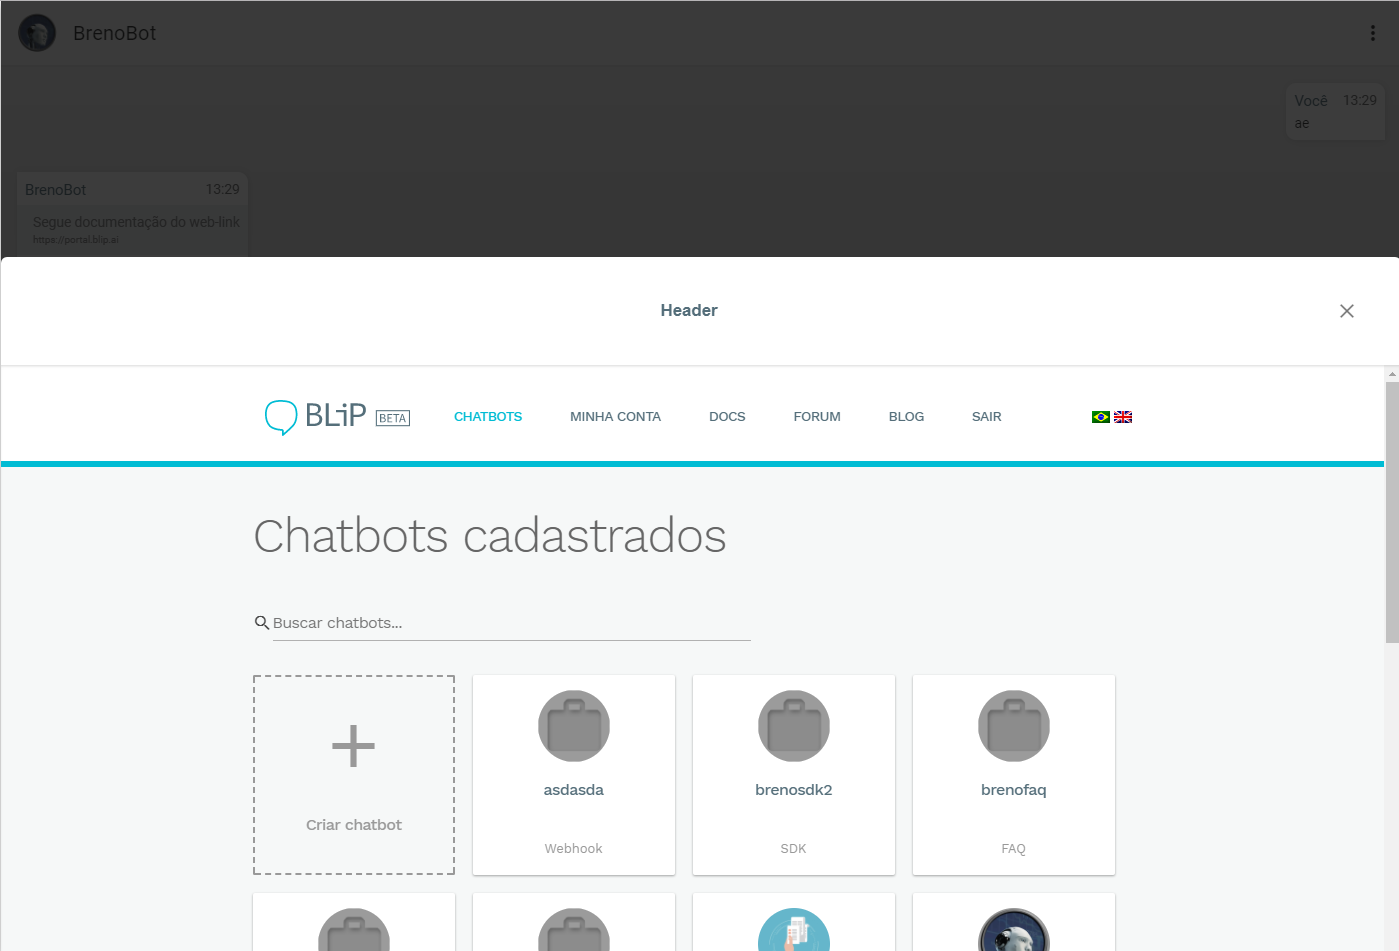 BrenoBot
Você 13:29
ae
BrenoBot 13:29
Segue documentação do web-link
https://portal.blip.ai
Header
BLiP BETA CHATBOTS MINHA CONTA DOCS FORUM BLOG SAIR
Chatbots cadastrados
Buscar chatbots...
Criar chatbot
asdasda
Webhook
brenosdk2
SDK
brenofaq
FAQ